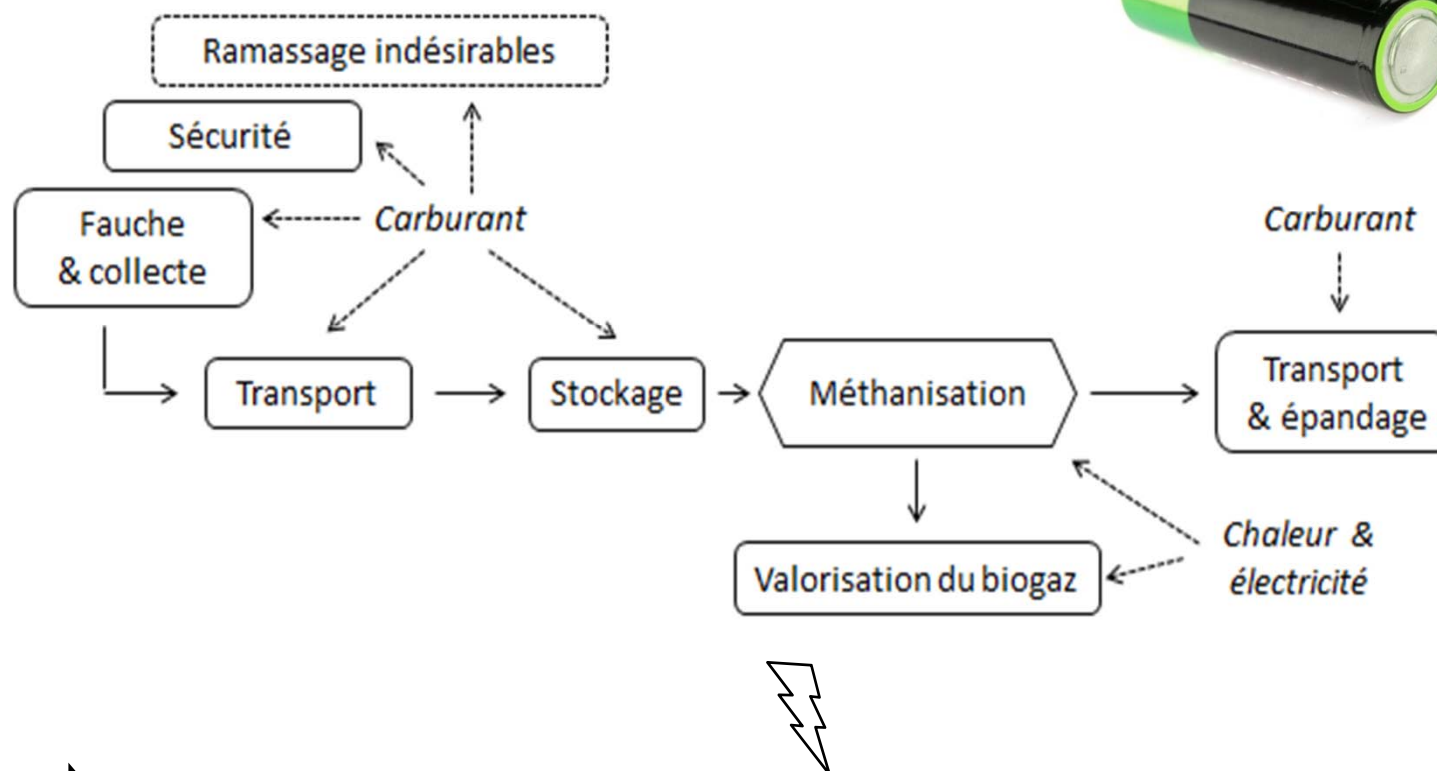 Ramassage indésirables
Sécurité
Fauche
& collecte
Carburant
Carburant
Transport
Stockage
Méthanisation
Transport
& épandage
Valorisation du biogaz
Chaleur &
électricité